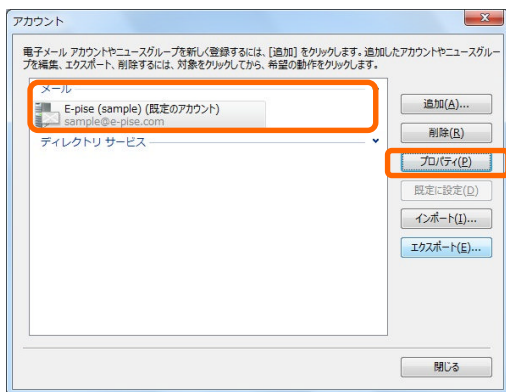 アカウント
電子メール アカウントやニュースグループを新しく登録するには、[追加] をクリックします。追加したアカウントやニュースグルー
プを編集、エクスポート、削除するには、対象をクリックしてから、希望の動作をクリックします。
メール
E-pise (sample) (既定のアカウント)
sample@e-pise.com
ディレクトリ サービス
追加(A)...
削除(R)
プロパティ(P)
既定に設定(D)
インポート(I)...
エクスポート(E)...
閉じる